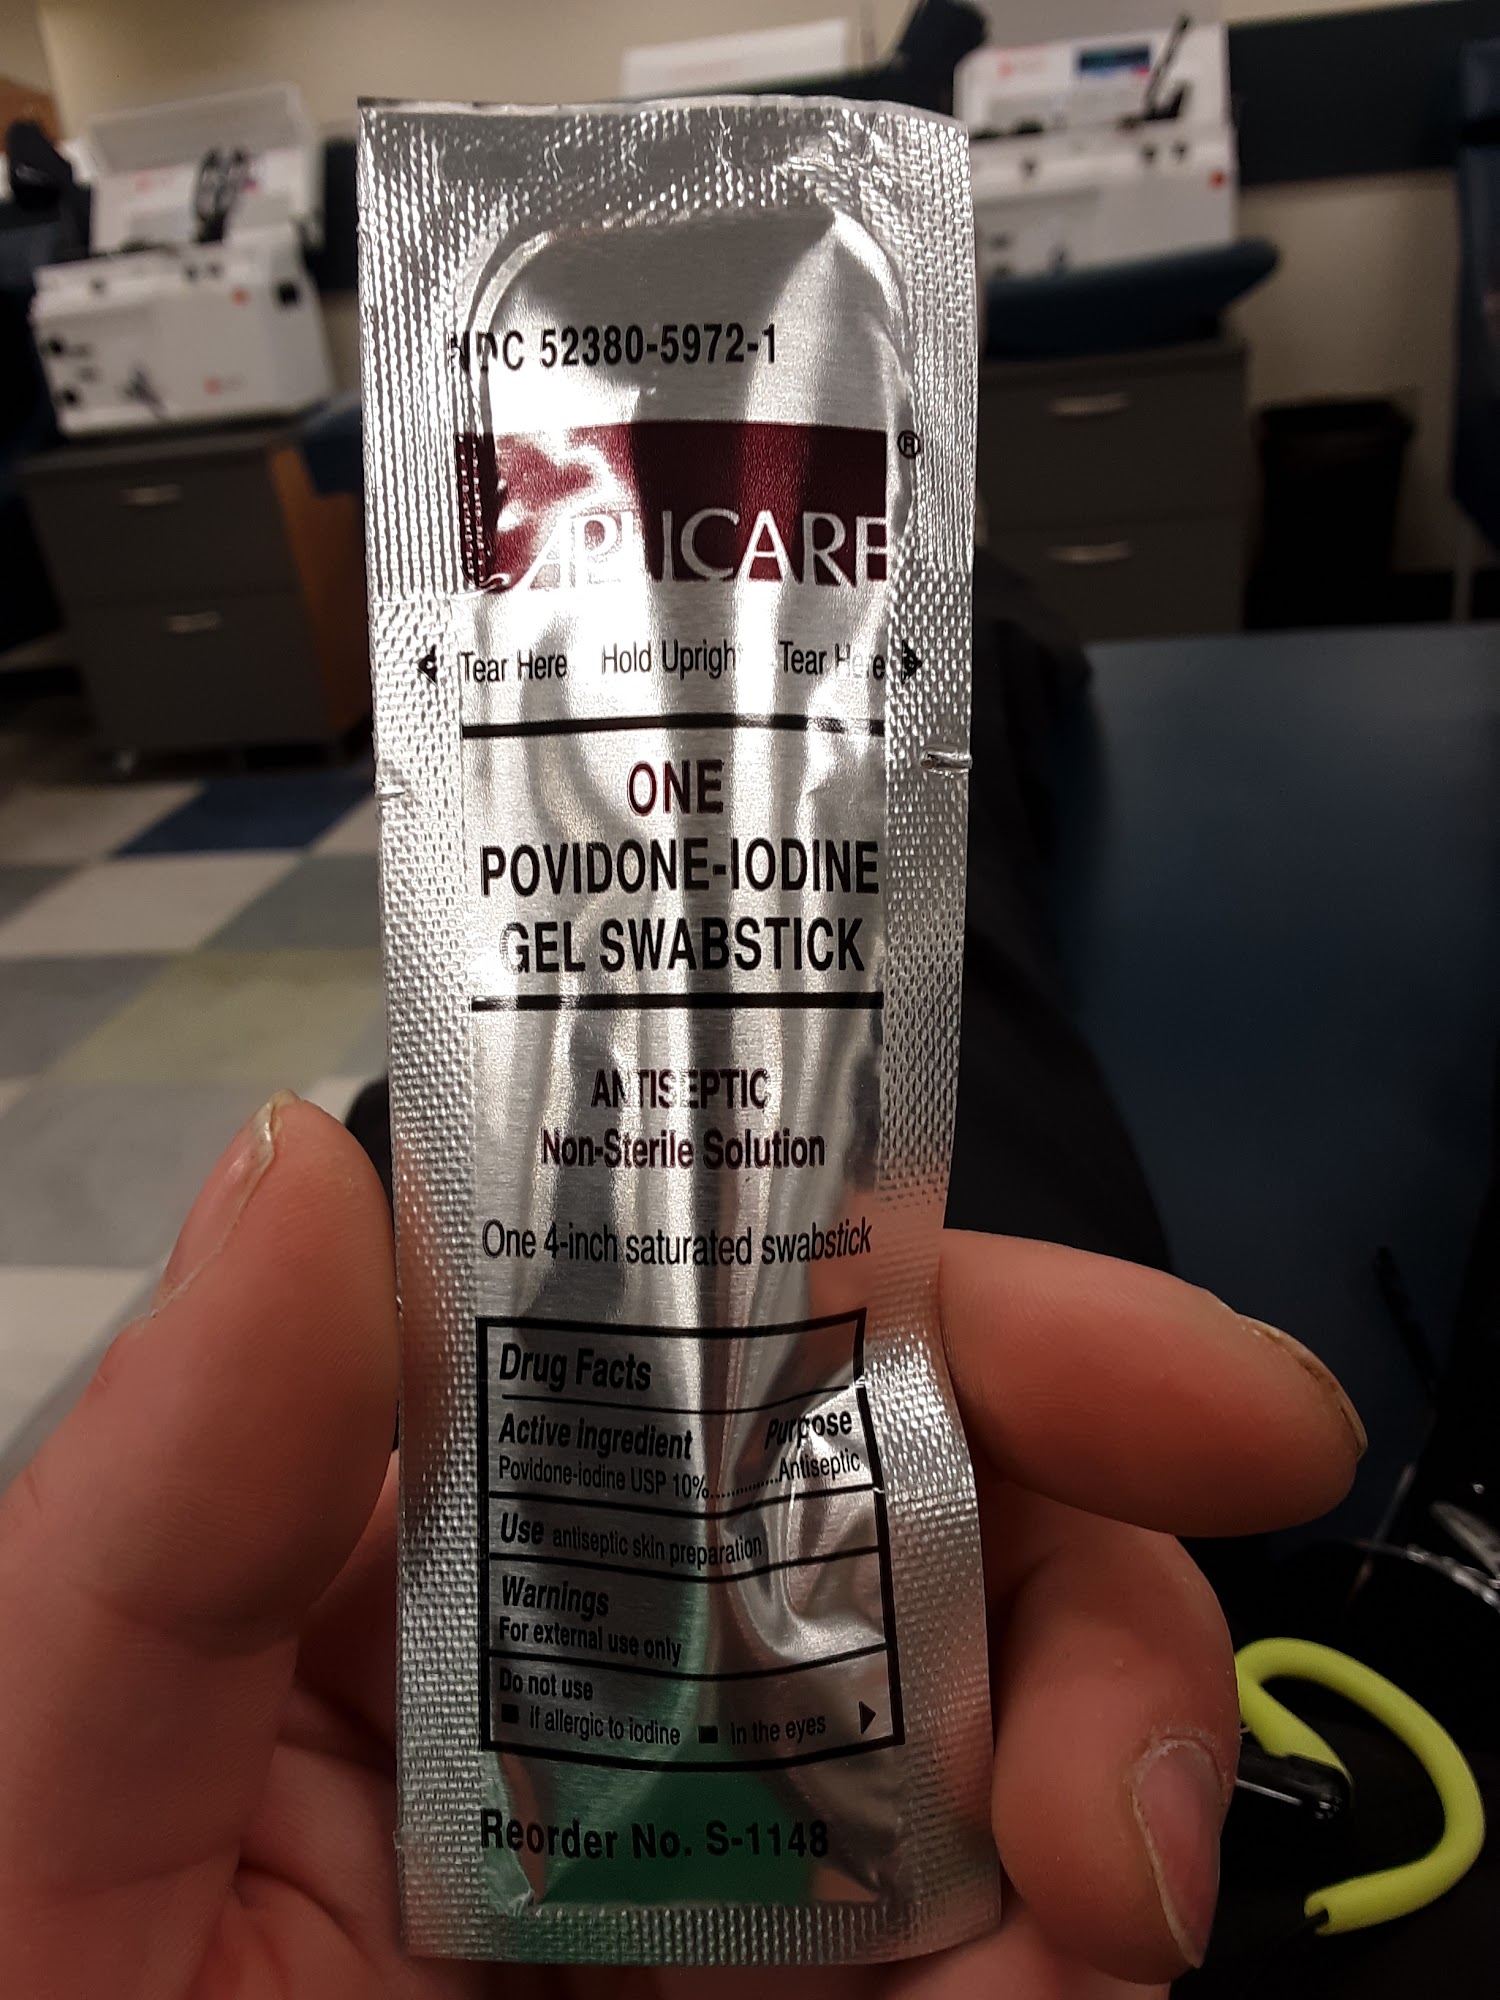 NDC 52380-5972-1
APLICARE®
Tear Here Hold Upright Tear Here
ONE
POVIDONE-IODINE
GEL SWABSTICK
ANTISEPTIC
Non-Sterile Solution
One 4-inch saturated swabstick
Drug Facts
Active ingredient Purpose
Povidone-iodine USP 10%............Antiseptic
Use antiseptic skin preparation
Warnings
For external use only
Do not use
■ if allergic to iodine ■ in the eyes
Reorder No. S-1148